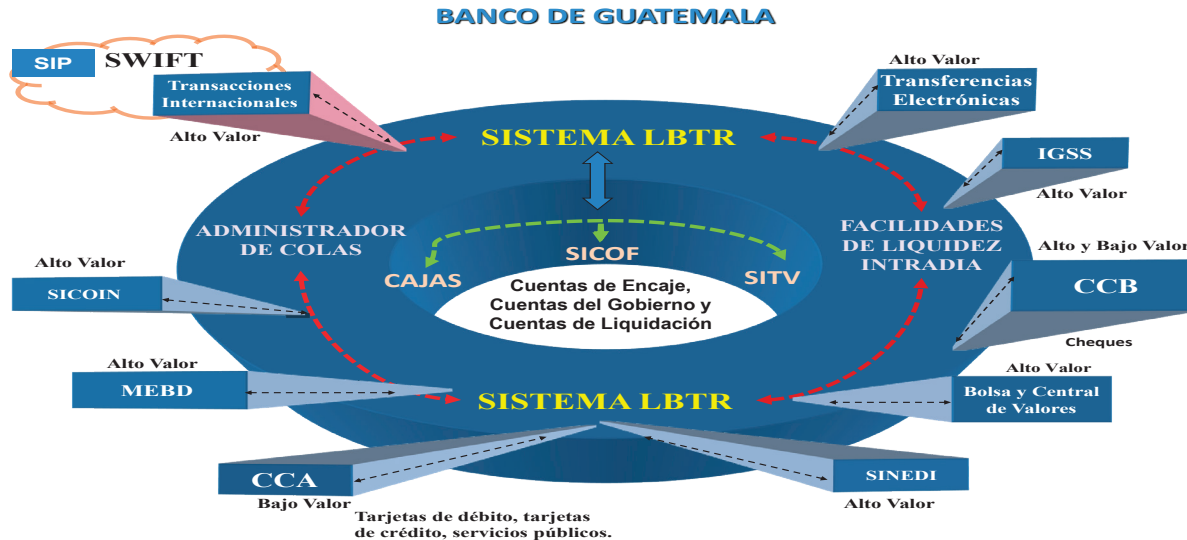 BANCO DE GUATEMALA
SIP
SWIFT
Transacciones
Internacionales
Alto Valor
Alto Valor
Transferencias
Electrónicas
SISTEMA LBTR
IGSS
Alto Valor
ADMINISTRADOR
DE COLAS
FACILIDADES
DE LIQUIDEZ
INTRADIA
CAJAS
SICOF
SITV
Cuentas de Encaje,
Cuentas del Gobierno y
Cuentas de Liquidación
Alto Valor
SICOIN
Alto y Bajo Valor
CCB
Cheques
Alto Valor
MEBD
SISTEMA LBTR
Alto Valor
Bolsa y Central
de Valores
CCA
Bajo Valor
SINEDI
Alto Valor
Tarjetas de débito, tarjetas
de crédito, servicios públicos.